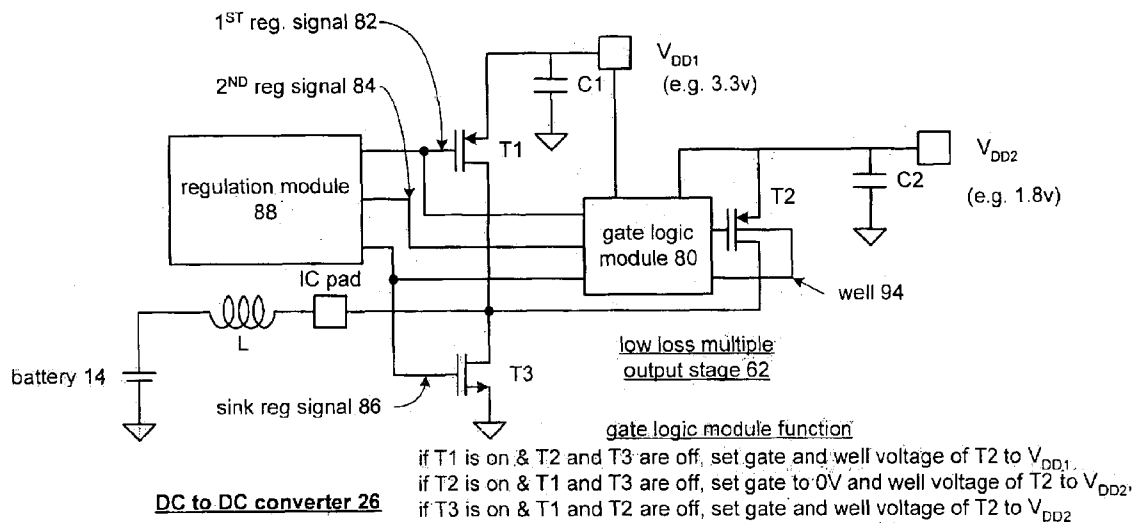 1ST reg. signal 82
2ND reg signal 84
VDD1
(e.g. 3.3v)
C1
T1
regulation module 88
VDD2
(e.g. 1.8v)
C2
T2
gate logic module 80
IC pad
well 94
L
battery 14
T3
low loss multiple output stage 62
sink reg signal 86
gate logic module function
if T1 is on & T2 and T3 are off, set gate and well voltage of T2 to VDD1,
if T2 is on & T1 and T3 are off, set gate to 0V and well voltage of T2 to VDD2,
DC to DC converter 26
if T3 is on & T1 and T2 are off, set gate and well voltage of T2 to VDD2